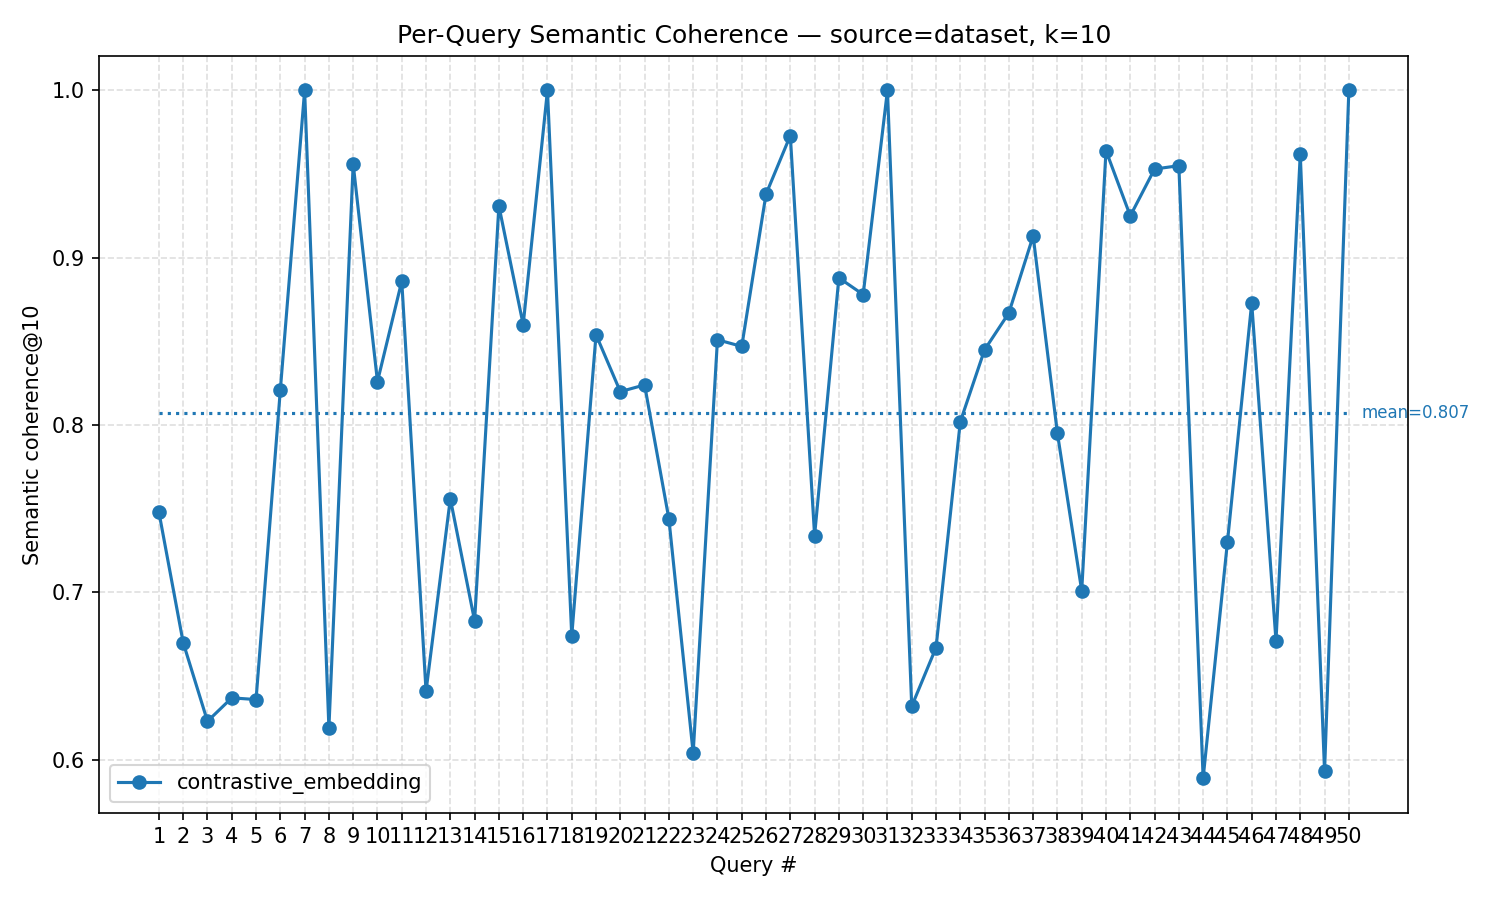 Per-Query Semantic Coherence — source=dataset, k=10
Semantic coherence@10
1.0
0.9
0.8
0.7
0.6
mean=0.807
contrastive_embedding
1 2 3 4 5 6 7 8 9 10 11 12 13 14 15 16 17 18 19 20 21 22 23 24 25 26 27 28 29 30 31 32 33 34 35 36 37 38 39 40 41 42 43 44 45 46 47 48 49 50
Query #